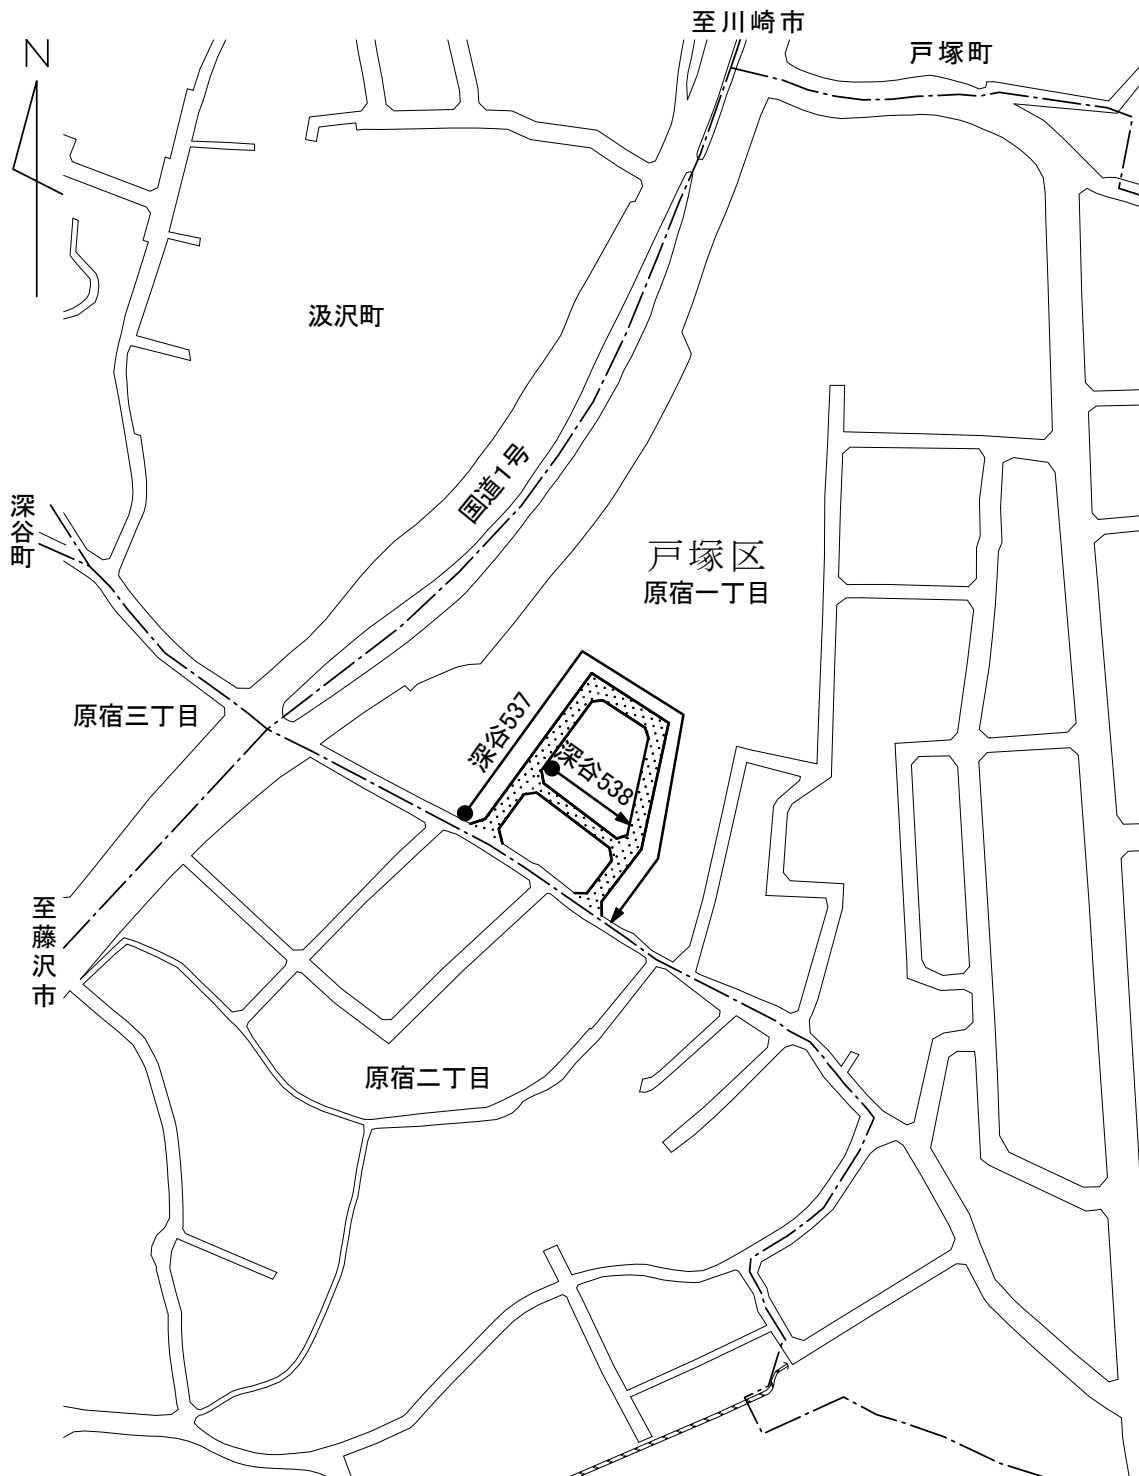 至川崎市
戸塚町
N
汲沢町
国道1号
深谷町
戸塚区
原宿一丁目
原宿三丁目
深谷537
深谷538
至藤沢市
原宿二丁目